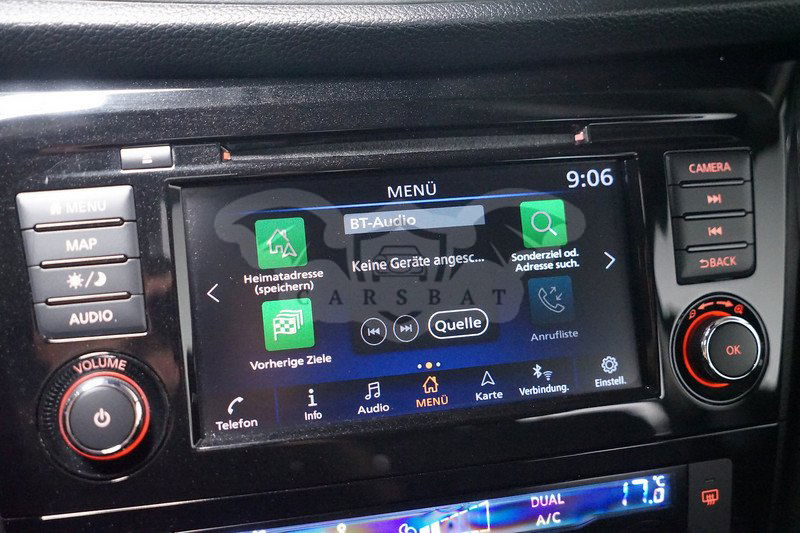 MENÜ
9:06
MENU
MAP
AUDIO
VOLUME
BT-Audio
Keine Geräte angesc...
Heimatadresse
(speichern)
Vorherige Ziele
Quelle
Sonderziel od.
Adresse such.
Anrufliste
Telefon
Info
Audio
MENÜ
Karte
Verbindung.
Einstell.
CAMERA
BACK
OK
CARSBAT
DUAL
A/C
17.0
°C